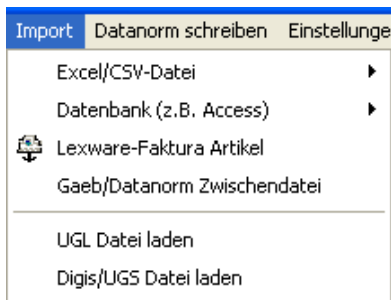 Import Datanorm schreiben Einstellunge
Excel/CSV-Datei
Datenbank (z.B. Access)
Lexware-Faktura Artikel
Gaeb/Datanorm Zwischendatei
UGL Datei laden
Digis/UGS Datei laden